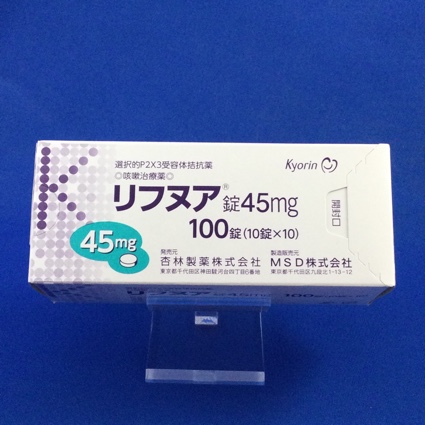 選択的P2X3受容体拮抗薬
◎咳嗽治療薬◎
Kyorin
K
リフヌア®錠45mg
100錠(10錠×10)
45mg
開封口
発売元
杏林製薬株式会社
東京都千代田区神田駿河台四丁目6番地
製造販売元
MSD株式会社
東京都千代田区九段北1-13-12